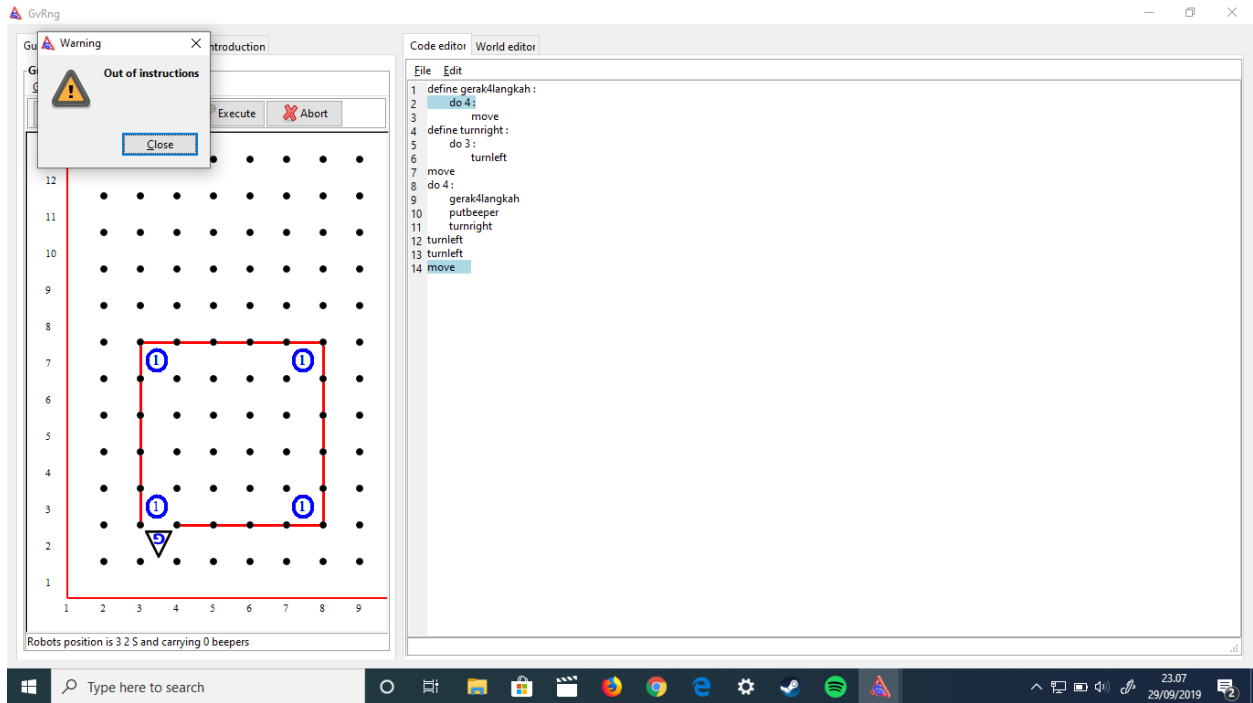 GvRng
Gu
ntroduction
Warning
Out of instructions
Close
G
G
Execute
Abort
12
11
10
9
8
7
6
5
4
3
2
1
1 2 3 4 5 6 7 8 9
1 1
1 1
G
Robots position is 3 2 S and carrying 0 beepers
Code editor World editor
File Edit
1 define gerak4langkah :
2 do 4 :
3 move
4 define turnright :
5 do 3 :
6 turnleft
7 move
8 do 4 :
9 gerak4langkah
10 putbeeper
11 turnright
12 turnleft
13 turnleft
14 move
Type here to search
23.07
29/09/2019
2